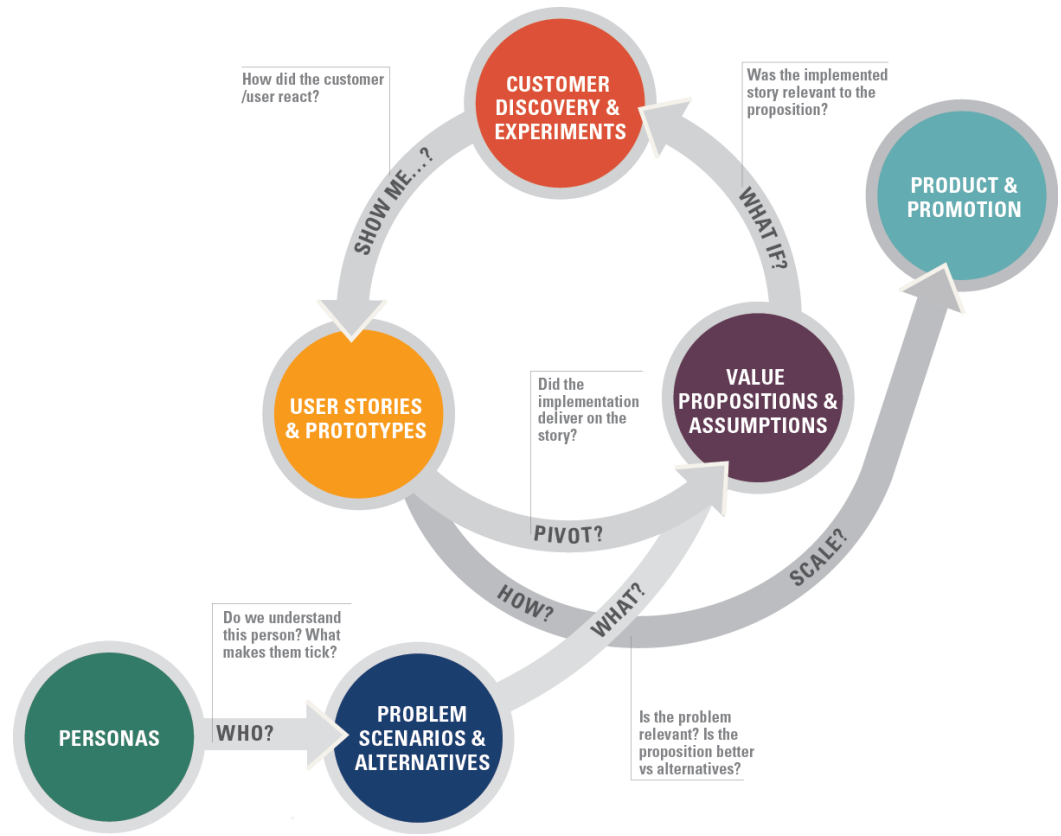 How did the customer
/user react?
CUSTOMER
DISCOVERY &
EXPERIMENTS
Was the implemented
story relevant to the
proposition?
SHOW ME...?
WHAT IF?
PRODUCT &
PROMOTION
USER STORIES
& PROTOTYPES
Did the
implementation
deliver on the
story?
VALUE
PROPOSITIONS &
ASSUMPTIONS
PIVOT?
HOW?
WHAT?
SCALE?
Do we understand
this person? What
makes them tick?
PERSONAS
WHO?
PROBLEM
SCENARIOS &
ALTERNATIVES
Is the problem
relevant? Is the
proposition better
vs alternatives?